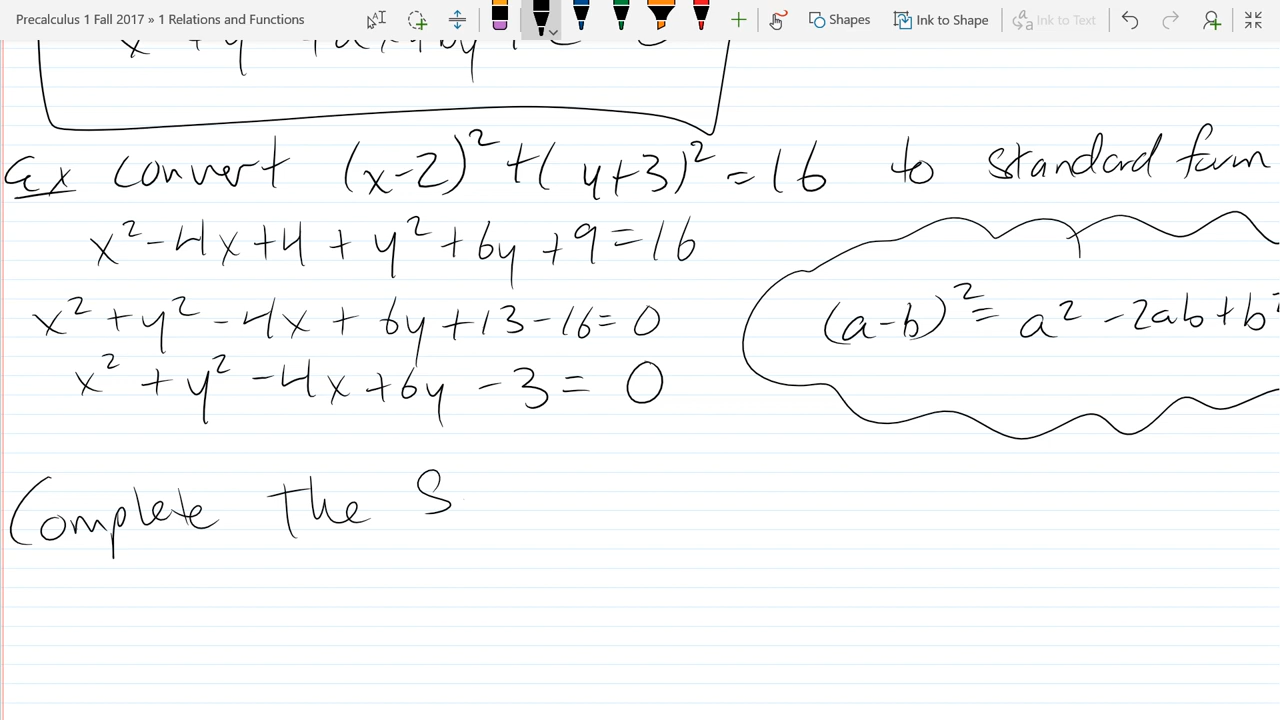 Precalculus 1 Fall 2017 » 1 Relations and Functions
Shapes
Ink to Shape
Ink to Text
ex convert (x-2)² + (y+3)² = 16 to standard form
x² - 4x + 4 + y² + 6y + 9 = 16
(a-b)² = a² - 2ab + b²
x² + y² - 4x + 6y + 13 - 16 = 0
x² + y² - 4x + 6y - 3 = 0
Complete the S